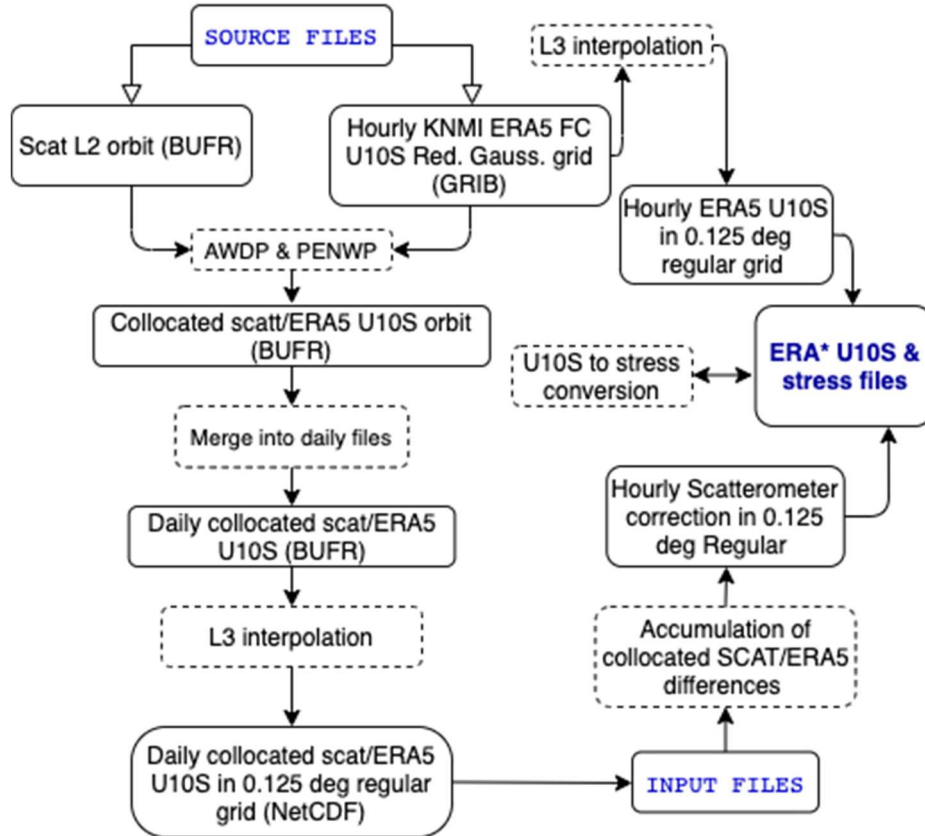 SOURCE FILES
L3 interpolation
Scat L2 orbit (BUFR)
Hourly KNMI ERA5 FC
U10S Red. Gauss. grid
(GRIB)
Hourly ERA5 U10S
in 0.125 deg
regular grid
AWDP & PENWP
Collocated scatt/ERA5 U10S orbit
(BUFR)
U10S to stress
conversion
ERA* U10S &
stress files
Merge into daily files
Daily collocated scat/ERA5
U10S (BUFR)
Hourly Scatterometer
correction in 0.125
deg Regular
L3 interpolation
Accumulation of
collocated SCAT/ERA5
differences
Daily collocated scat/ERA5
U10S in 0.125 deg regular
grid (NetCDF)
INPUT FILES